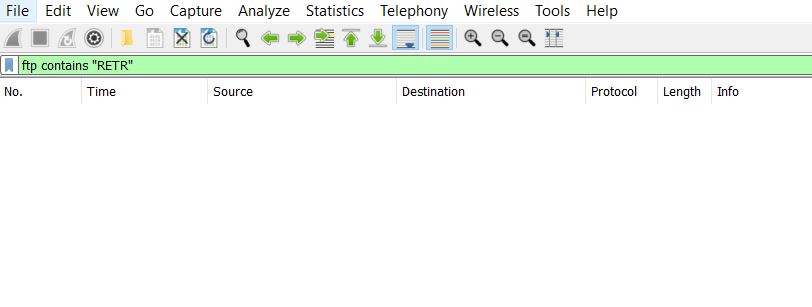 File Edit View Go Capture Analyze Statistics Telephony Wireless Tools Help
ftp contains "RETR"
No. Time Source Destination Protocol Length Info